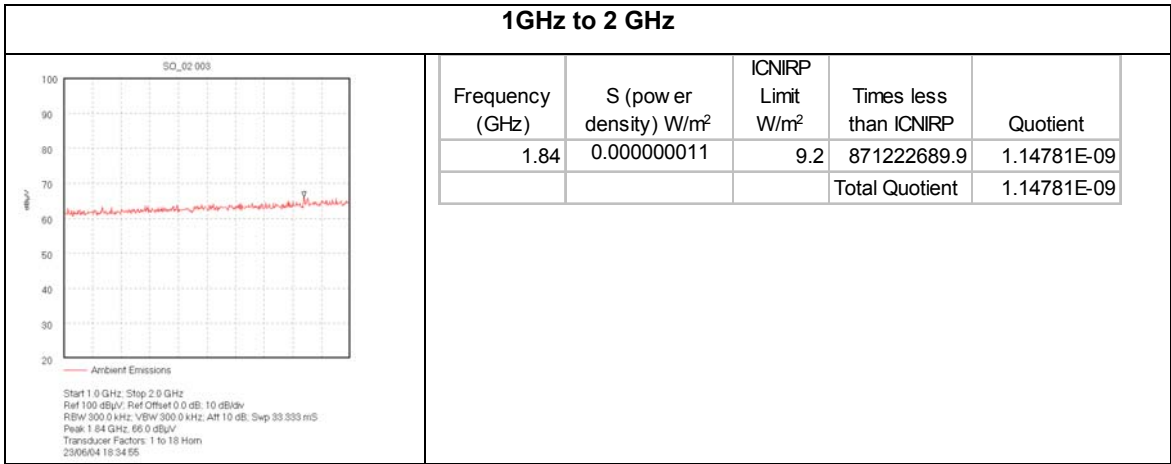 1GHz to 2 GHz
SO_02 003
100
90
80
70
60
50
40
30
20
dBµV
Ambient Emissions
Start 1.0 GHz; Stop 2.0 GHz
Ref 100 dBµV; Ref Offset 0.0 dB; 10 dB/div
RBW 300.0 kHz; VBW 300.0 kHz; Att 10 dB; Swp 33.333 mS
Peak 1.84 GHz, 66.0 dBµV
Transducer Factors: 1 to 18 Horn
23/06/04 18:34:55
Frequency (GHz) S (pow er density) W/m² ICNIRP Limit W/m² Times less than ICNIRP Quotient
1.84 0.000000011 9.2 871222689.9 1.14781E-09
Total Quotient 1.14781E-09